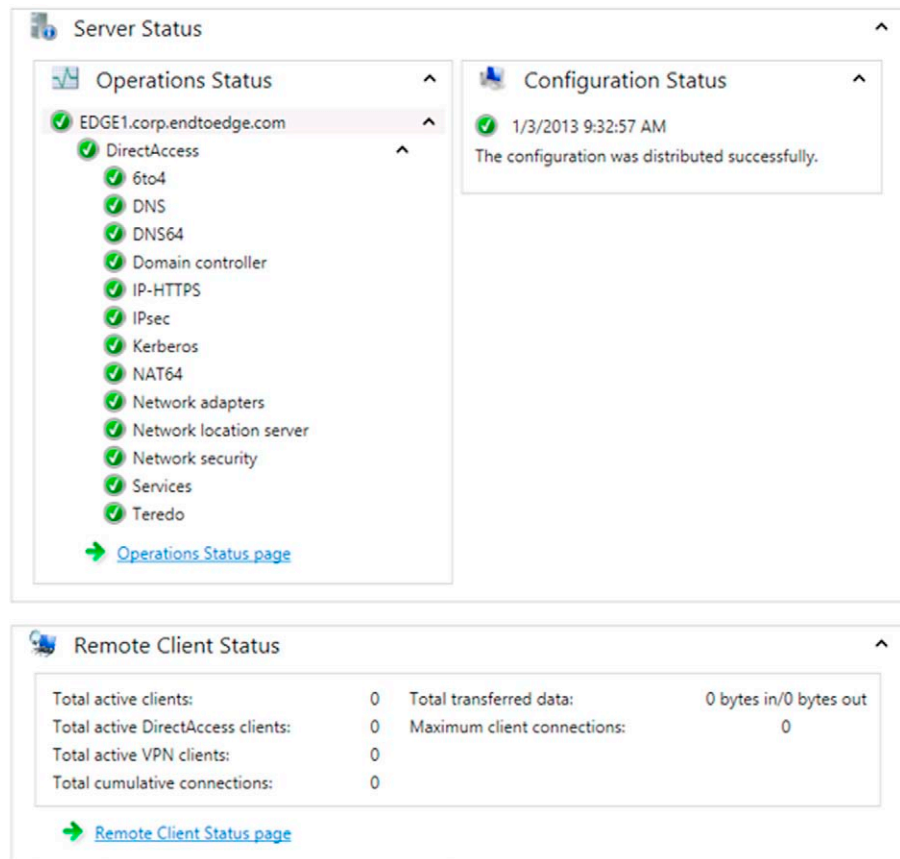 Server Status
Operations Status
EDGE1.corp.endtoedge.com
DirectAccess
6to4
DNS
DNS64
Domain controller
IP-HTTPS
IPsec
Kerberos
NAT64
Network adapters
Network location server
Network security
Services
Teredo
Operations Status page
Configuration Status
1/3/2013 9:32:57 AM
The configuration was distributed successfully.
Remote Client Status
Total active clients: 0
Total active DirectAccess clients: 0
Total active VPN clients: 0
Total cumulative connections: 0
Total transferred data: 0 bytes in/0 bytes out
Maximum client connections: 0
Remote Client Status page